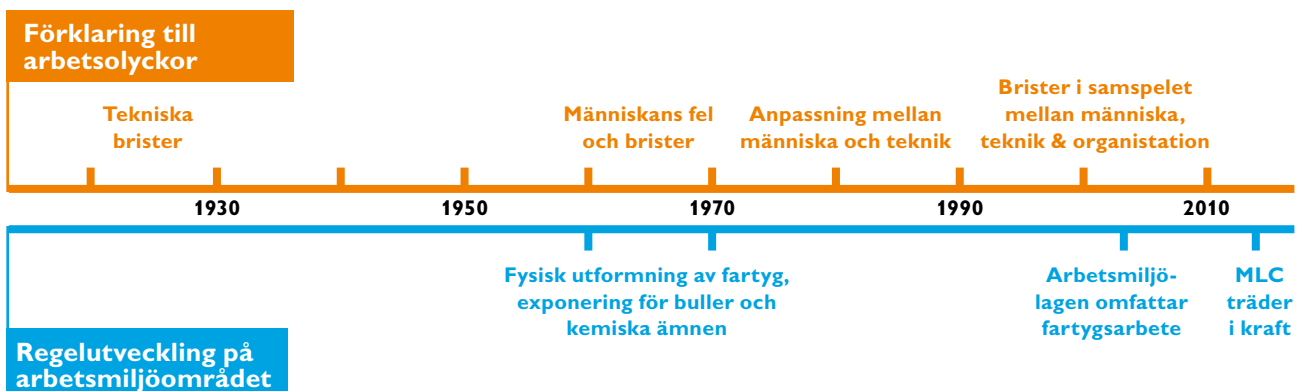 Förklaring till
arbetsolyckor
Tekniska
brister
Människans fel
och brister
Anpassning mellan
människa och teknik
Brister i samspelet
mellan människa,
teknik & organistation
1930
1950
1970
1990
2010
Fysisk utformning av fartyg,
exponering för buller och
kemiska ämnen
Arbetsmiljö-
lagen omfattar
fartygsarbete
MLC
träder
i kraft
Regelutveckling på
arbetsmiljöområdet